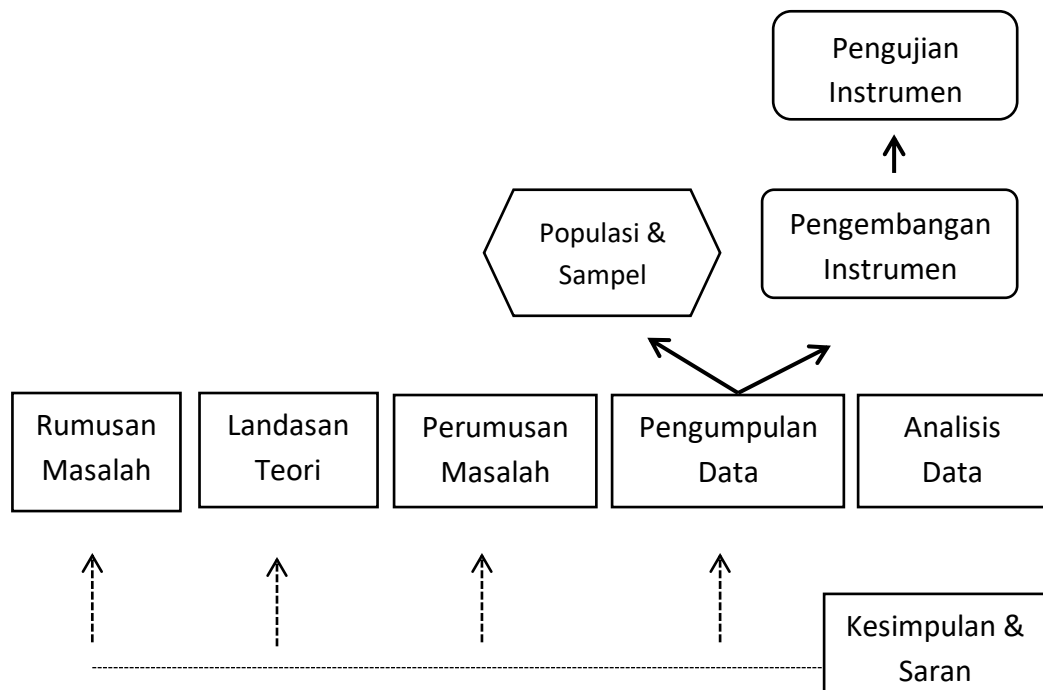 Pengujian
Instrumen
Populasi &
Sampel
Pengembangan
Instrumen
Rumusan
Masalah
Landasan
Teori
Perumusan
Masalah
Pengumpulan
Data
Analisis
Data
Kesimpulan &
Saran